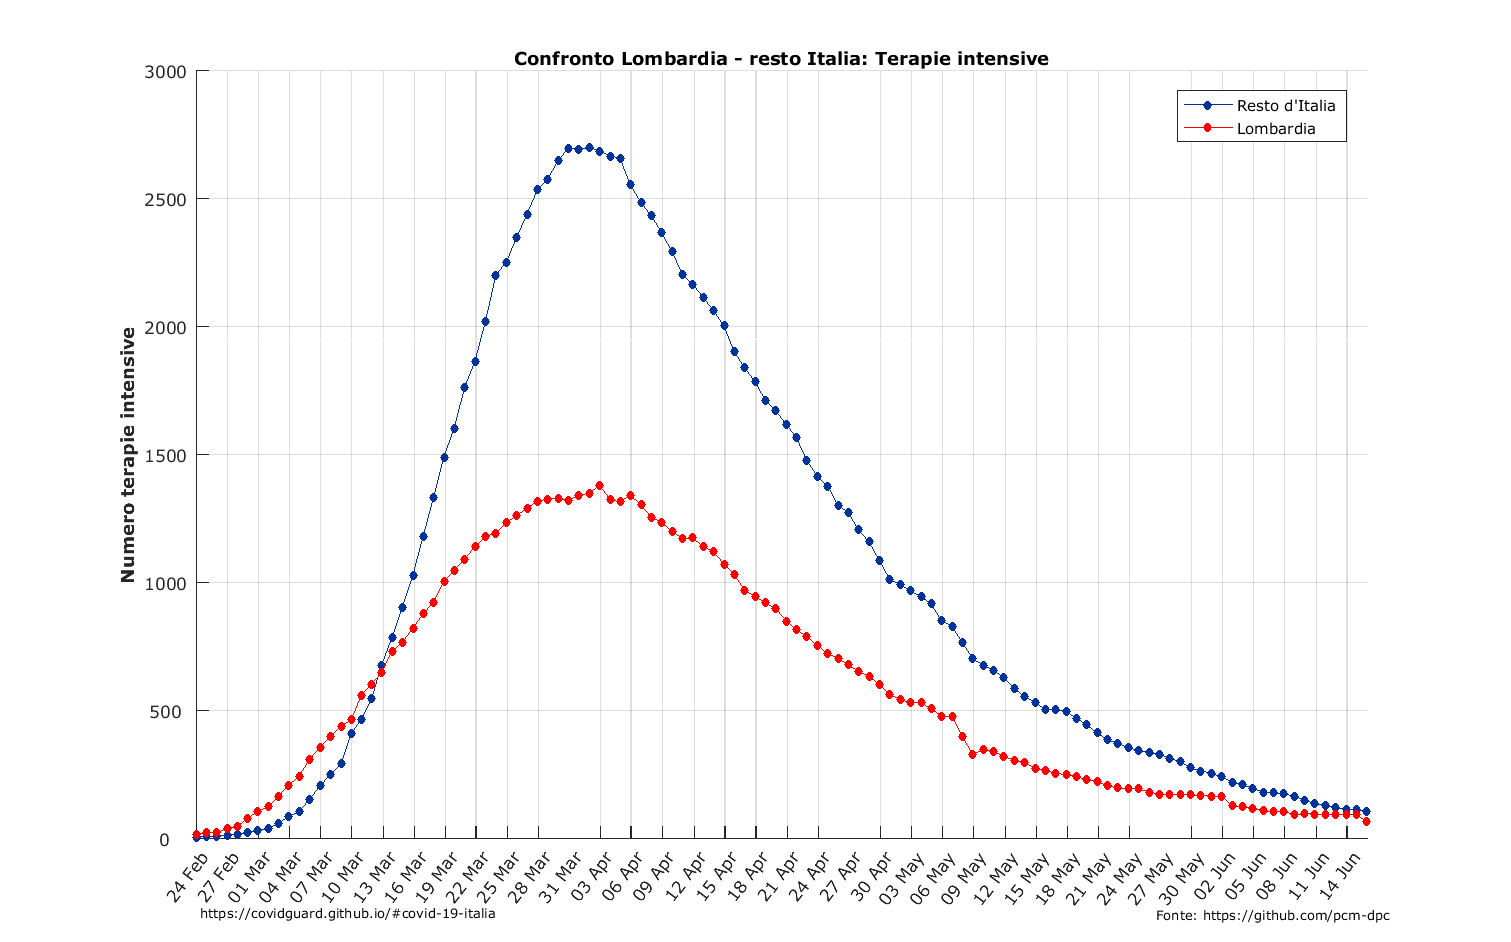 Confronto Lombardia - resto Italia: Terapie intensive
Resto d'Italia
Lombardia
Numero terapie intensive
3000
2500
2000
1500
1000
500
0
24 Feb
27 Feb
01 Mar
04 Mar
07 Mar
10 Mar
13 Mar
16 Mar
19 Mar
22 Mar
25 Mar
28 Mar
31 Mar
03 Apr
06 Apr
09 Apr
12 Apr
15 Apr
18 Apr
21 Apr
24 Apr
27 Apr
30 Apr
03 May
06 May
09 May
12 May
15 May
18 May
21 May
24 May
27 May
30 May
02 Jun
05 Jun
08 Jun
11 Jun
14 Jun
https://covidguard.github.io/#covid-19-italia
Fonte: https://github.com/pcm-dpc